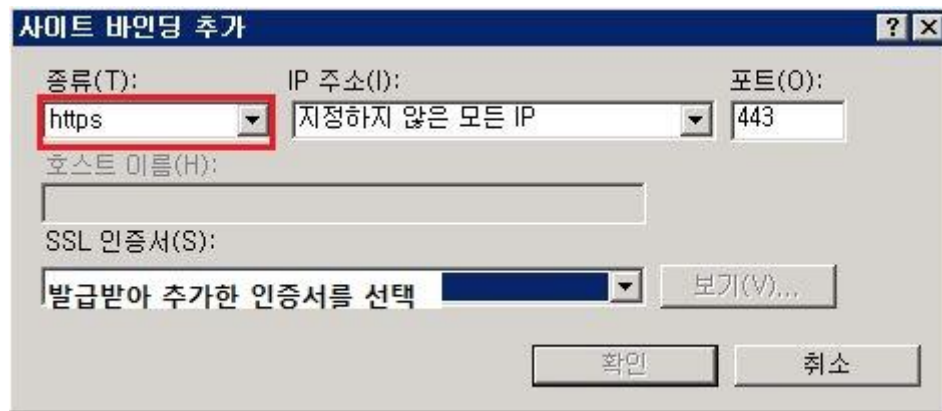 사이트 바인딩 추가
종류(T): IP 주소(I): 포트(O):
https 지정하지 않은 모든 IP 443
호스트 이름(H):
SSL 인증서(S):
발급받아 추가한 인증서를 선택 보기(V)...
확인 취소